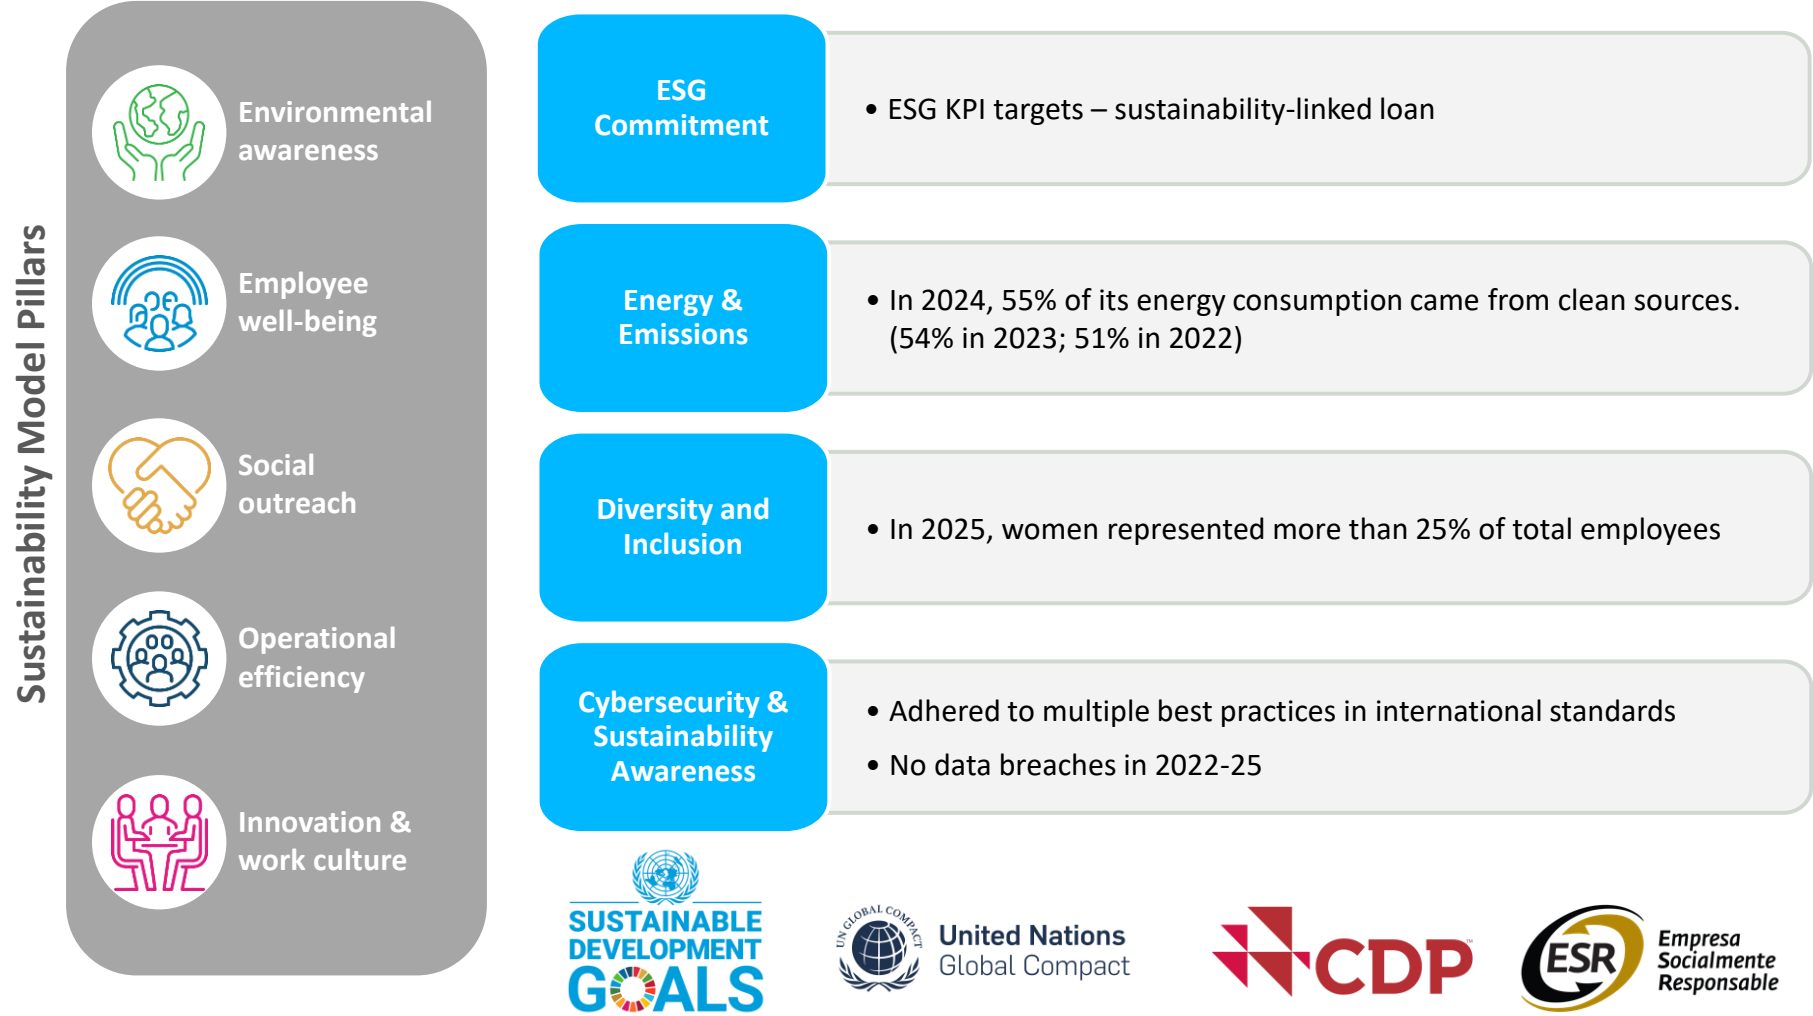 Sustainability Model Pillars
Environmental
awareness
Employee
well-being
Social
outreach
Operational
efficiency
Innovation &
work culture
ESG
Commitment
• ESG KPI targets – sustainability-linked loan
Energy &
Emissions
• In 2024, 55% of its energy consumption came from clean sources.
(54% in 2023; 51% in 2022)
Diversity and
Inclusion
• In 2025, women represented more than 25% of total employees
Cybersecurity &
Sustainability
Awareness
• Adhered to multiple best practices in international standards
• No data breaches in 2022-25
SUSTAINABLE
DEVELOPMENT
GOALS
UN GLOBAL COMPACT
United Nations
Global Compact
CDP™
ESR
Empresa
Socialmente
Responsable